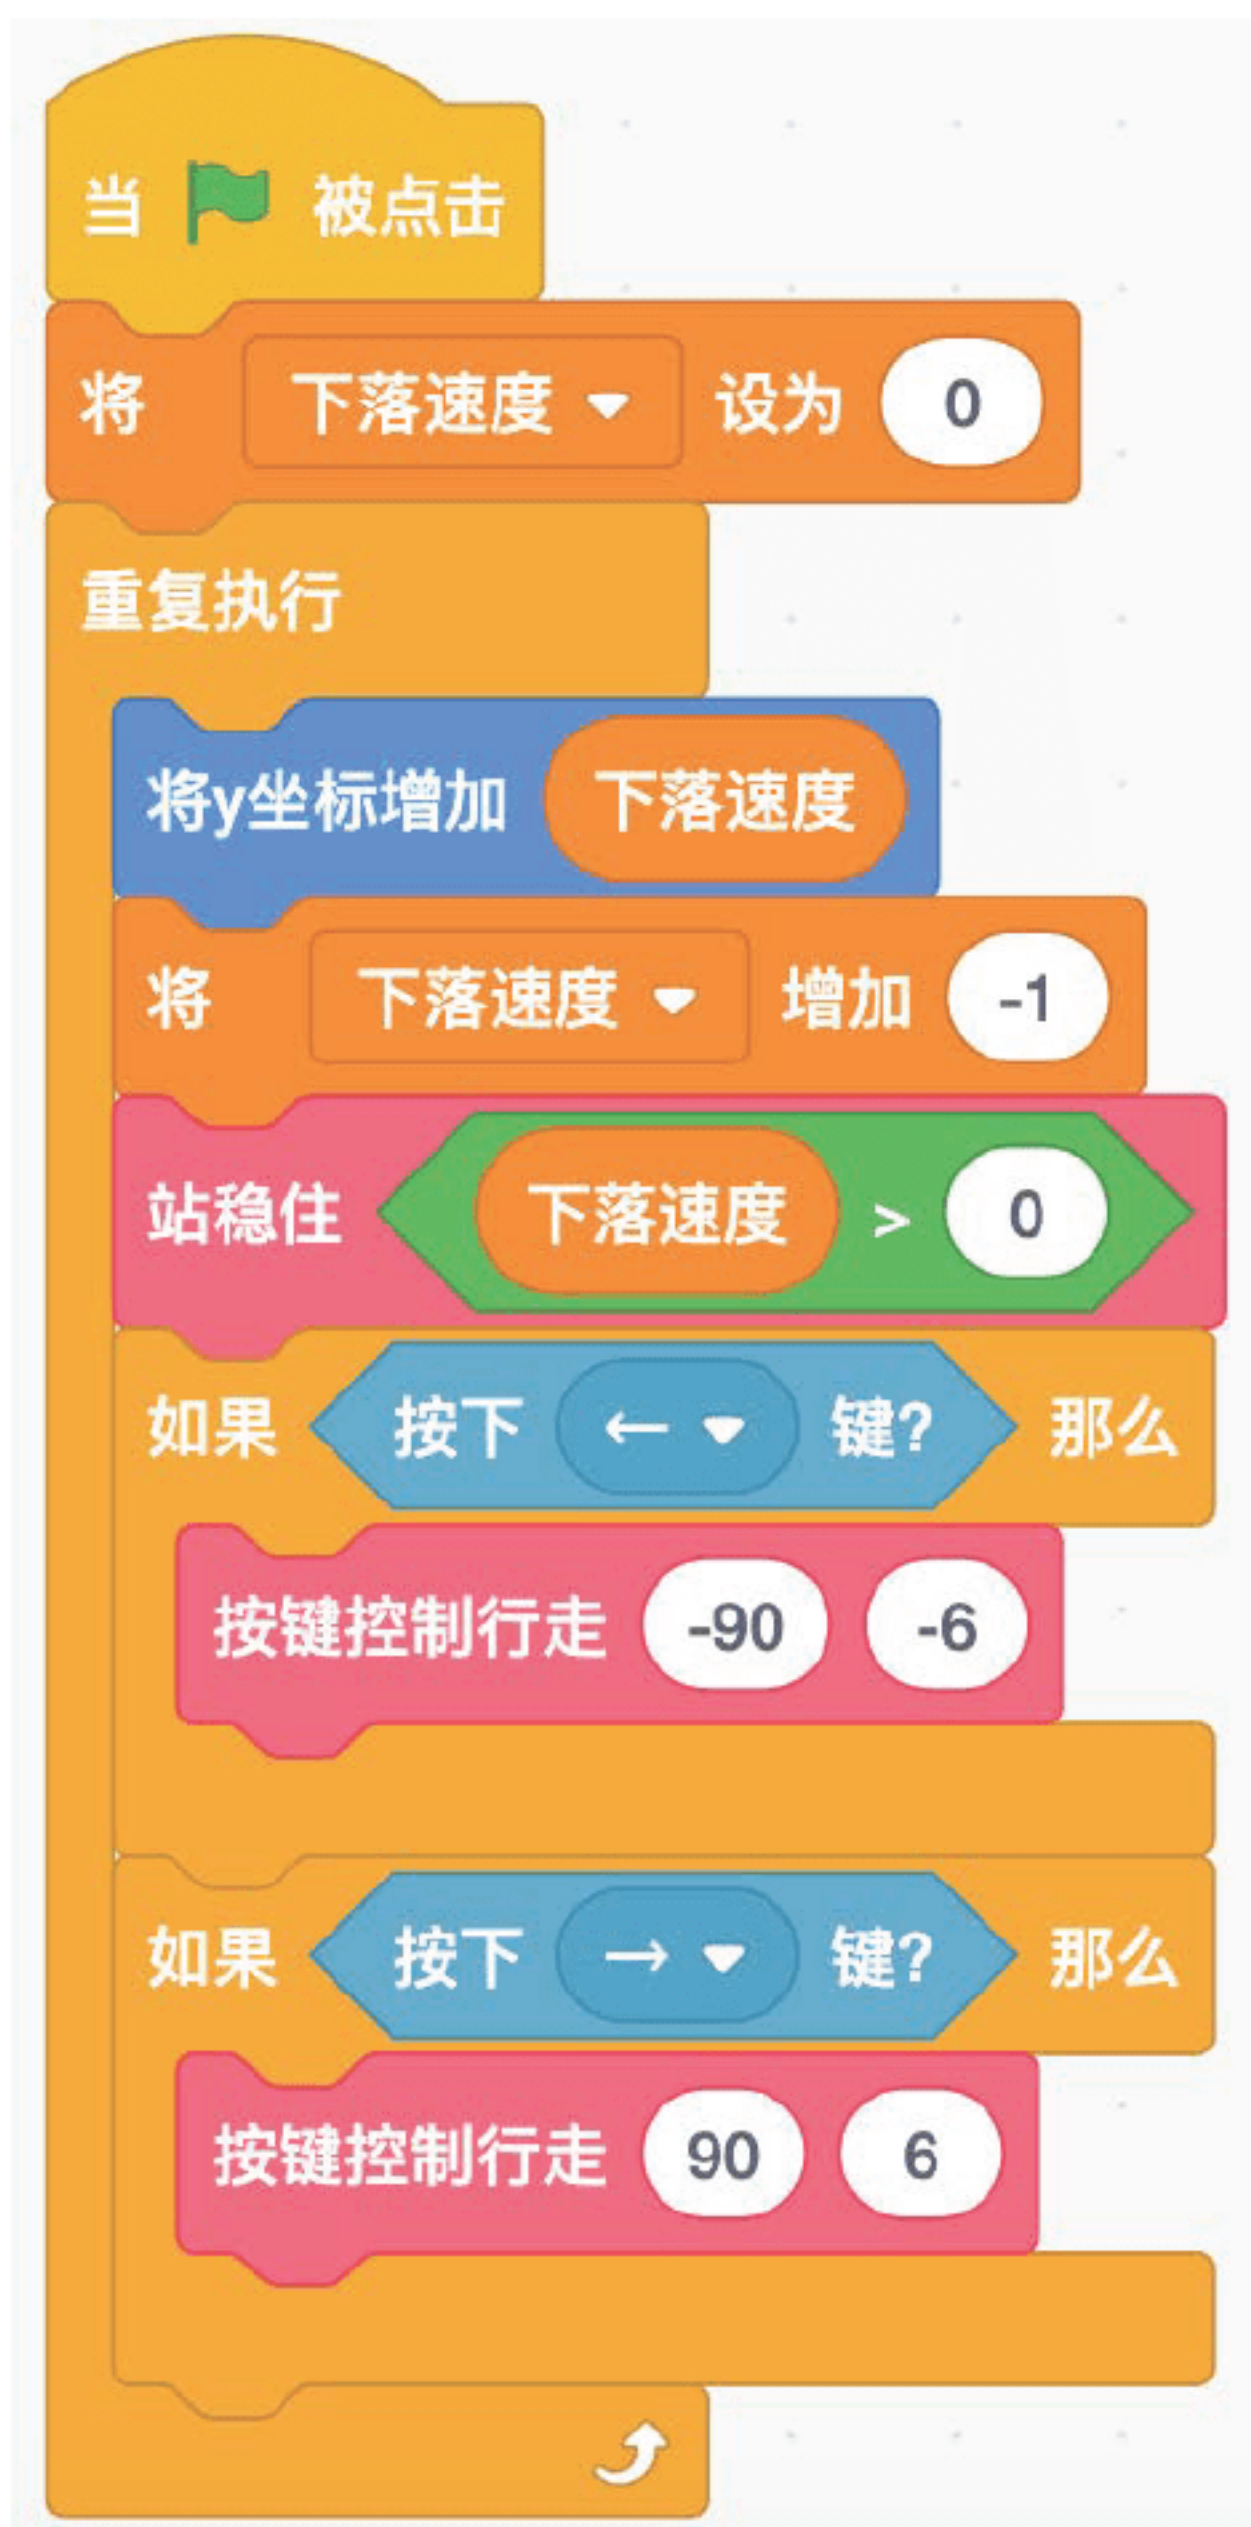 当 被点击
将 下落速度 设为 0
重复执行
将y坐标增加 下落速度
将 下落速度 增加 -1
站稳住 下落速度 > 0
如果 按下 ← 键? 那么
按键控制行走 -90 -6
如果 按下 → 键? 那么
按键控制行走 90 6